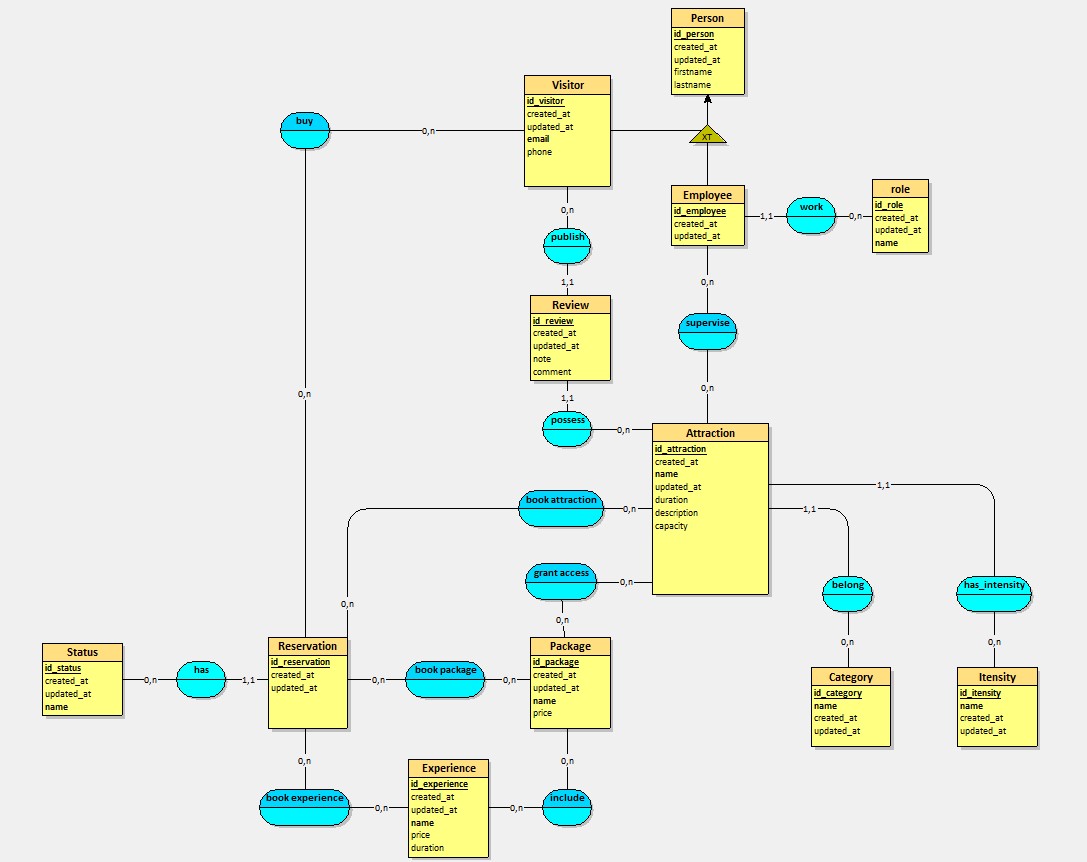 Person
id_person
created_at
updated_at
firstname
lastname
Visitor
id_visitor
created_at
updated_at
email
phone
buy
0,n
XT
Employee
id_employee
created_at
updated_at
1,1
work
0,n
role
id_role
created_at
updated_at
name
0,n
publish
1,1
0,n
supervise
0,n
Review
id_review
created_at
updated_at
note
comment
1,1
possess
0,n
0,n
Attraction
id_attraction
created_at
name
updated_at
duration
description
capacity
book attraction
0,n
0,n
grant access
0,n
0,n
1,1
1,1
belong
0,n
has_intensity
0,n
Status
id_status
created_at
updated_at
name
0,n
has
1,1
Reservation
id_reservation
created_at
updated_at
0,n
book package
0,n
Package
id_package
created_at
updated_at
name
price
Category
id_category
name
created_at
updated_at
Itensity
id_itensity
name
created_at
updated_at
0,n
book experience
0,n
Experience
id_experience
created_at
updated_at
name
price
duration
0,n
include
0,n